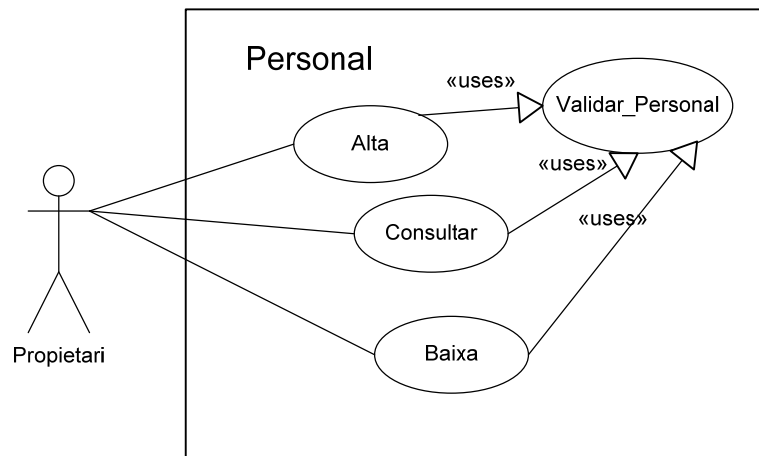 Personal
«uses»
Validar_Personal
Alta
«uses»
Consultar
«uses»
Baixa
Propietari